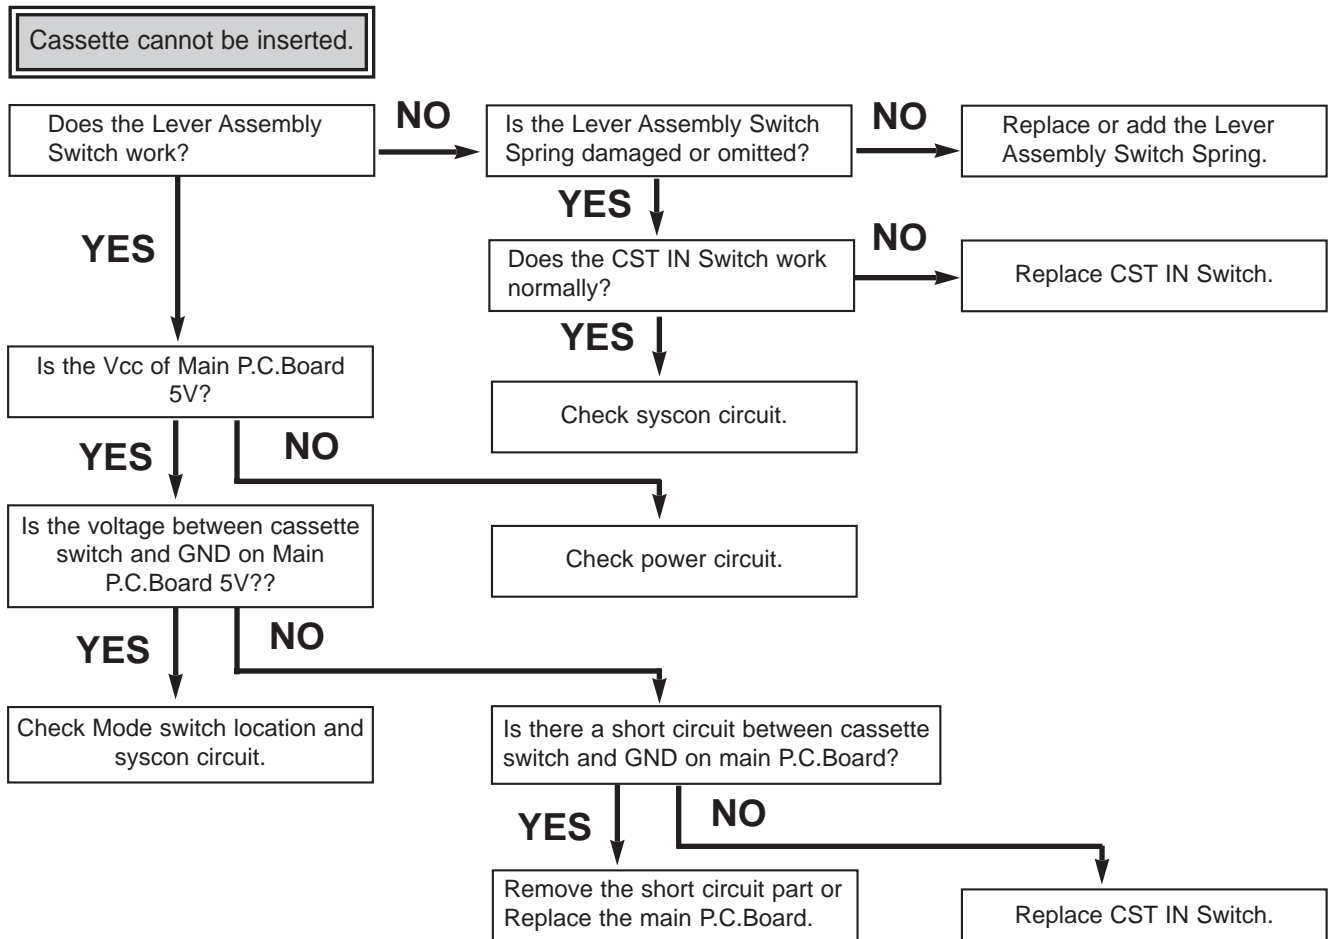 Cassette cannot be inserted.
Does the Lever Assembly
Switch work?
NO
Is the Lever Assembly Switch
Spring damaged or omitted?
NO
Replace or add the Lever
Assembly Switch Spring.
YES
YES
Does the CST IN Switch work
normally?
NO
Replace CST IN Switch.
YES
Is the Vcc of Main P.C.Board
5V?
Check syscon circuit.
YES
NO
Is the voltage between cassette
switch and GND on Main
P.C.Board 5V??
Check power circuit.
YES
NO
Check Mode switch location and
syscon circuit.
Is there a short circuit between cassette
switch and GND on main P.C.Board?
YES
NO
Remove the short circuit part or
Replace the main P.C.Board.
Replace CST IN Switch.